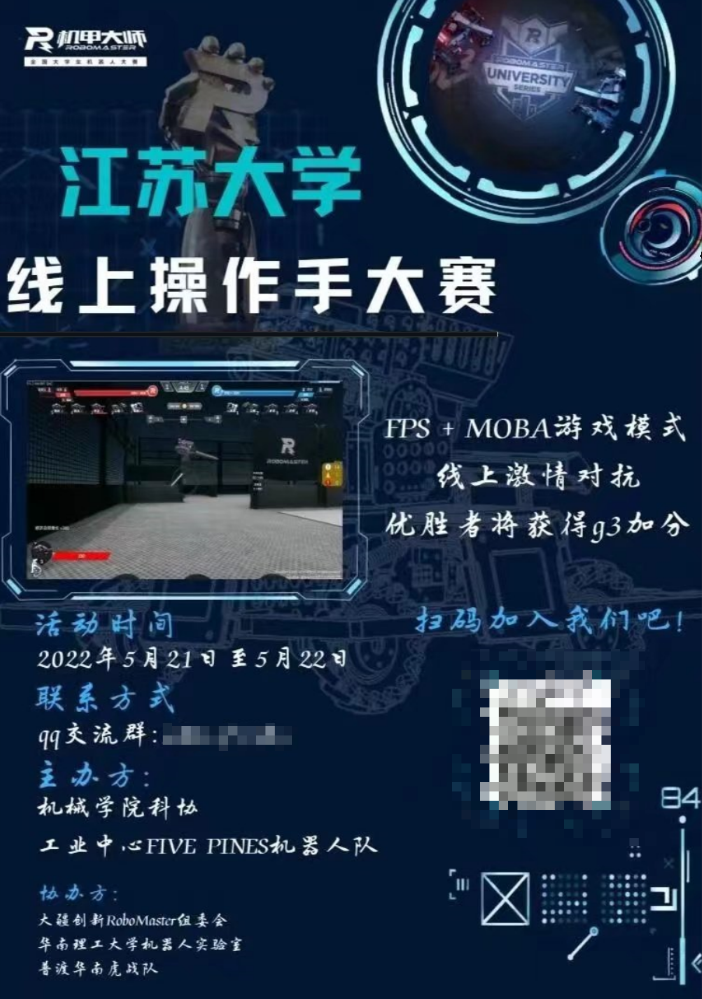 机甲大师
ROBOMASTER
全国大学生机器人大赛
ROBOMASTER
UNIVERSITY
SERIES
江苏大学
线上操作手大赛
ROBOMASTER
FPS + MOBA游戏模式
线上激情对抗
优胜者将获得g3加分
扫码加入我们吧!
活动时间
2022年5月21日至5月22日
联系方式
qq交流群:
主办方:
机械学院科协
工业中心FIVE PINES机器人队
84
协办方:
大疆创新RoboMaster组委会
华南理工大学机器人实验室
普渡华南虎战队